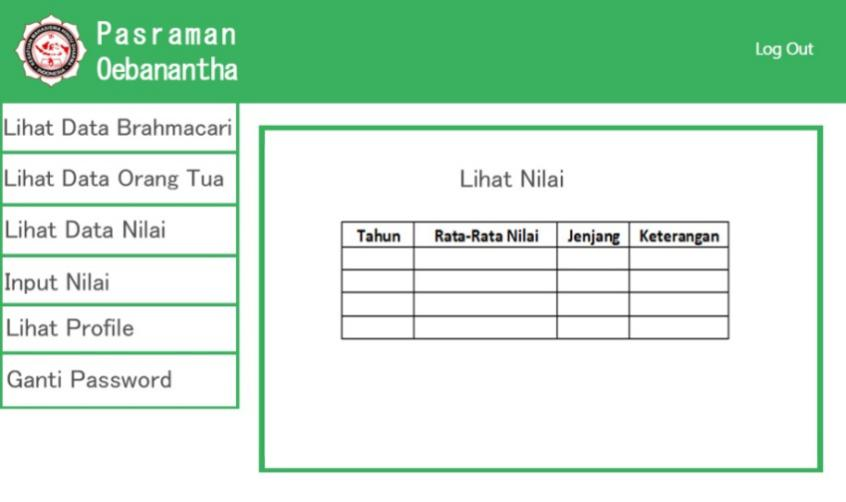 Pasraman
Oebanantha
Log Out
Lihat Data Brahmacari
Lihat Data Orang Tua
Lihat Data Nilai
Input Nilai
Lihat Profile
Ganti Password
Lihat Nilai
Tahun Rata-Rata Nilai Jenjang Keterangan